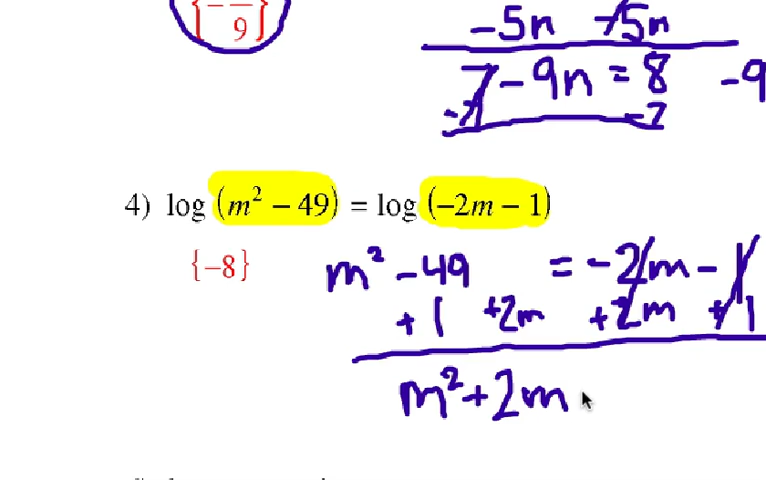 {-
9}
-5n +5n
7-9n = 8 -9
-7 -7
4) log (m² − 49) = log (−2m − 1)
{−8} m² -49 = -2m - 1
+1 +2m +2m +1
m² + 2m